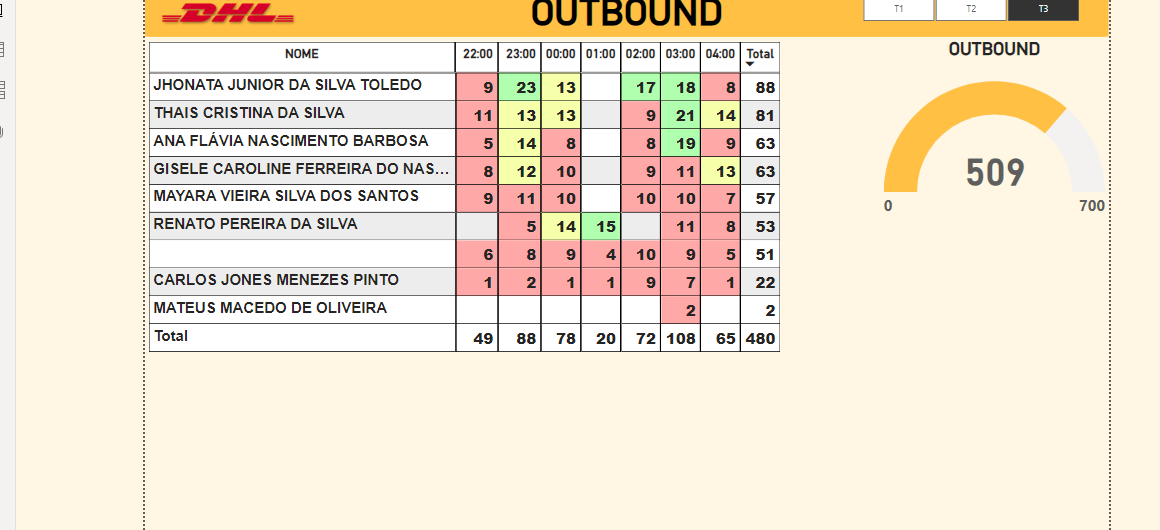 DHL
OUTBOUND
T1 T2 T3
NOME 22:00 23:00 00:00 01:00 02:00 03:00 04:00 Total
JHONATA JUNIOR DA SILVA TOLEDO 9 23 13 17 18 8 88
THAIS CRISTINA DA SILVA 11 13 13 9 21 14 81
ANA FLÁVIA NASCIMENTO BARBOSA 5 14 8 8 19 9 63
GISELE CAROLINE FERREIRA DO NAS... 8 12 10 9 11 13 63
MAYARA VIEIRA SILVA DOS SANTOS 9 11 10 10 10 7 57
RENATO PEREIRA DA SILVA 5 14 15 11 8 53
6 8 9 4 10 9 5 51
CARLOS JONES MENEZES PINTO 1 2 1 1 9 7 1 22
MATEUS MACEDO DE OLIVEIRA 2 2
Total 49 88 78 20 72 108 65 480
OUTBOUND
509
0 700